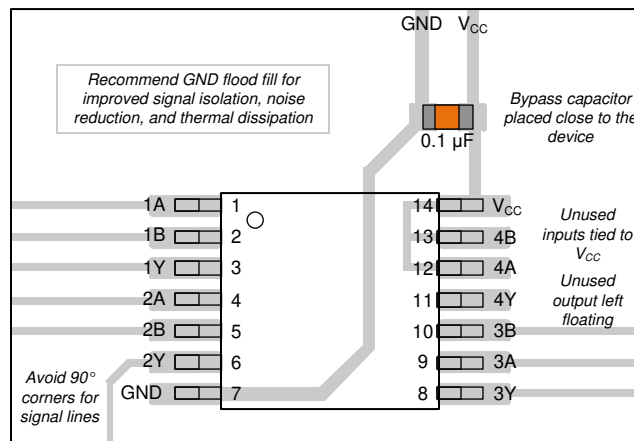 GND VCC
Recommend GND flood fill for
improved signal isolation, noise
reduction, and thermal dissipation
Bypass capacitor
placed close to the
device
0.1 µF
1A 1 14 VCC
1B 2 13 4B
1Y 3 12 4A
2A 4 11 4Y
2B 5 10 3B
2Y 6 9 3A
GND 7 8 3Y
Unused
inputs tied to
VCC
Unused
output left
floating
Avoid 90°
corners for
signal lines